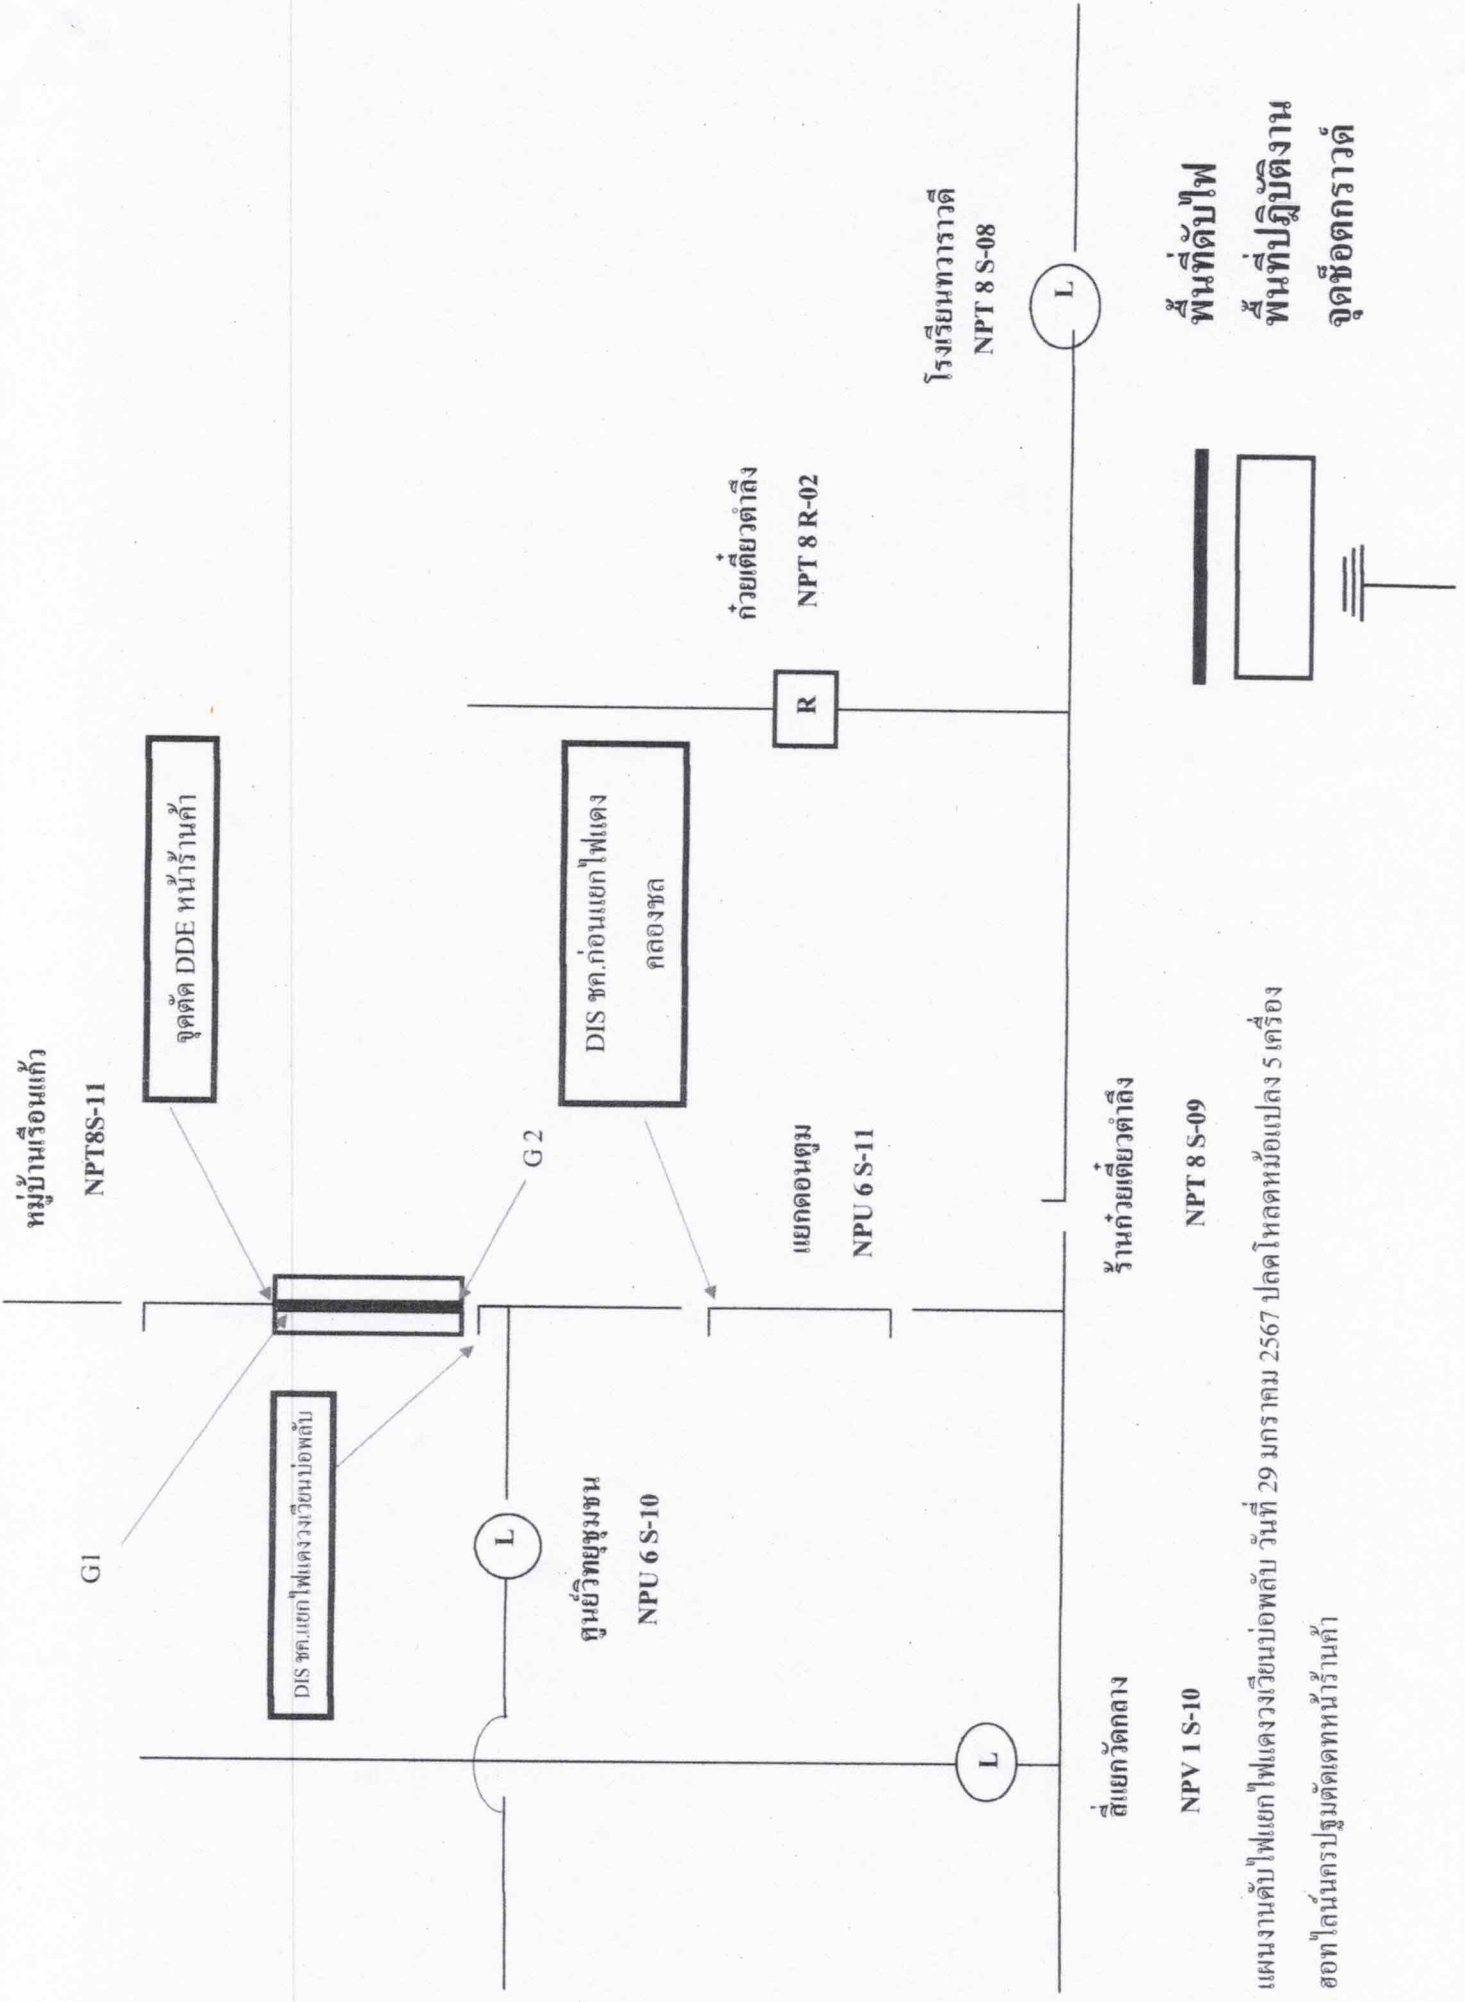 หมู่บ้านเรือนแก้ว
NPT8S-11
จุดตัด DDE หน้าร้านค้า
G1
DIS ชค.แยกไฟแดงวงเวียนบ่อพลับ
G 2
DIS ชค.ก่อนแยกไฟแดง
คลองชล
ศูนย์วิทยุชุมชน
NPU 6 S-10
L
แยกดอนตูม
NPU 6 S-11
ก๋วยเตี๋ยวตำลึง
NPT 8 R-02
R
โรงเรียนทวาราวดี
NPT 8 S-08
L
L
สี่แยกวัดกลาง
NPV 1 S-10
ร้านก๋วยเตี๋ยวตำลึง
NPT 8 S-09
พื้นที่ดับไฟ
พื้นที่ปฏิบัติงาน
จุดช็อตกราวด์
แผนงานดับไฟแยกไฟแดงวงเวียนบ่อพลับ วันที่ 29 มกราคม 2567 ปลดโหลดหม้อแปลง 5 เครื่อง
ฮอทไลน์นครปฐมตัดเดทหน้าร้านค้า